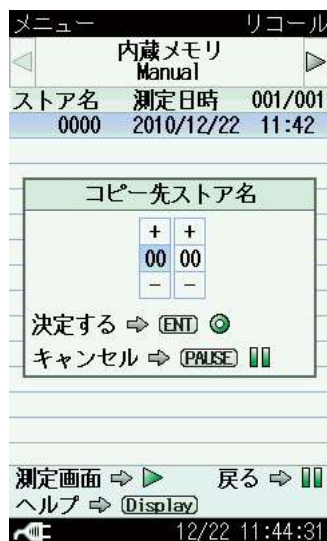 メニュー リコール
内蔵メモリ
Manual
ストア名 測定日時 001/001
0000 2010/12/22 11:42
コピー先ストア名
+ +
00 00
− −
決定する ⇨ ENT ◎
キャンセル ⇨ PAUSE
測定画面 ⇨ ▷ 戻る ⇨
ヘルプ ⇨ Display
12/22 11:44:31